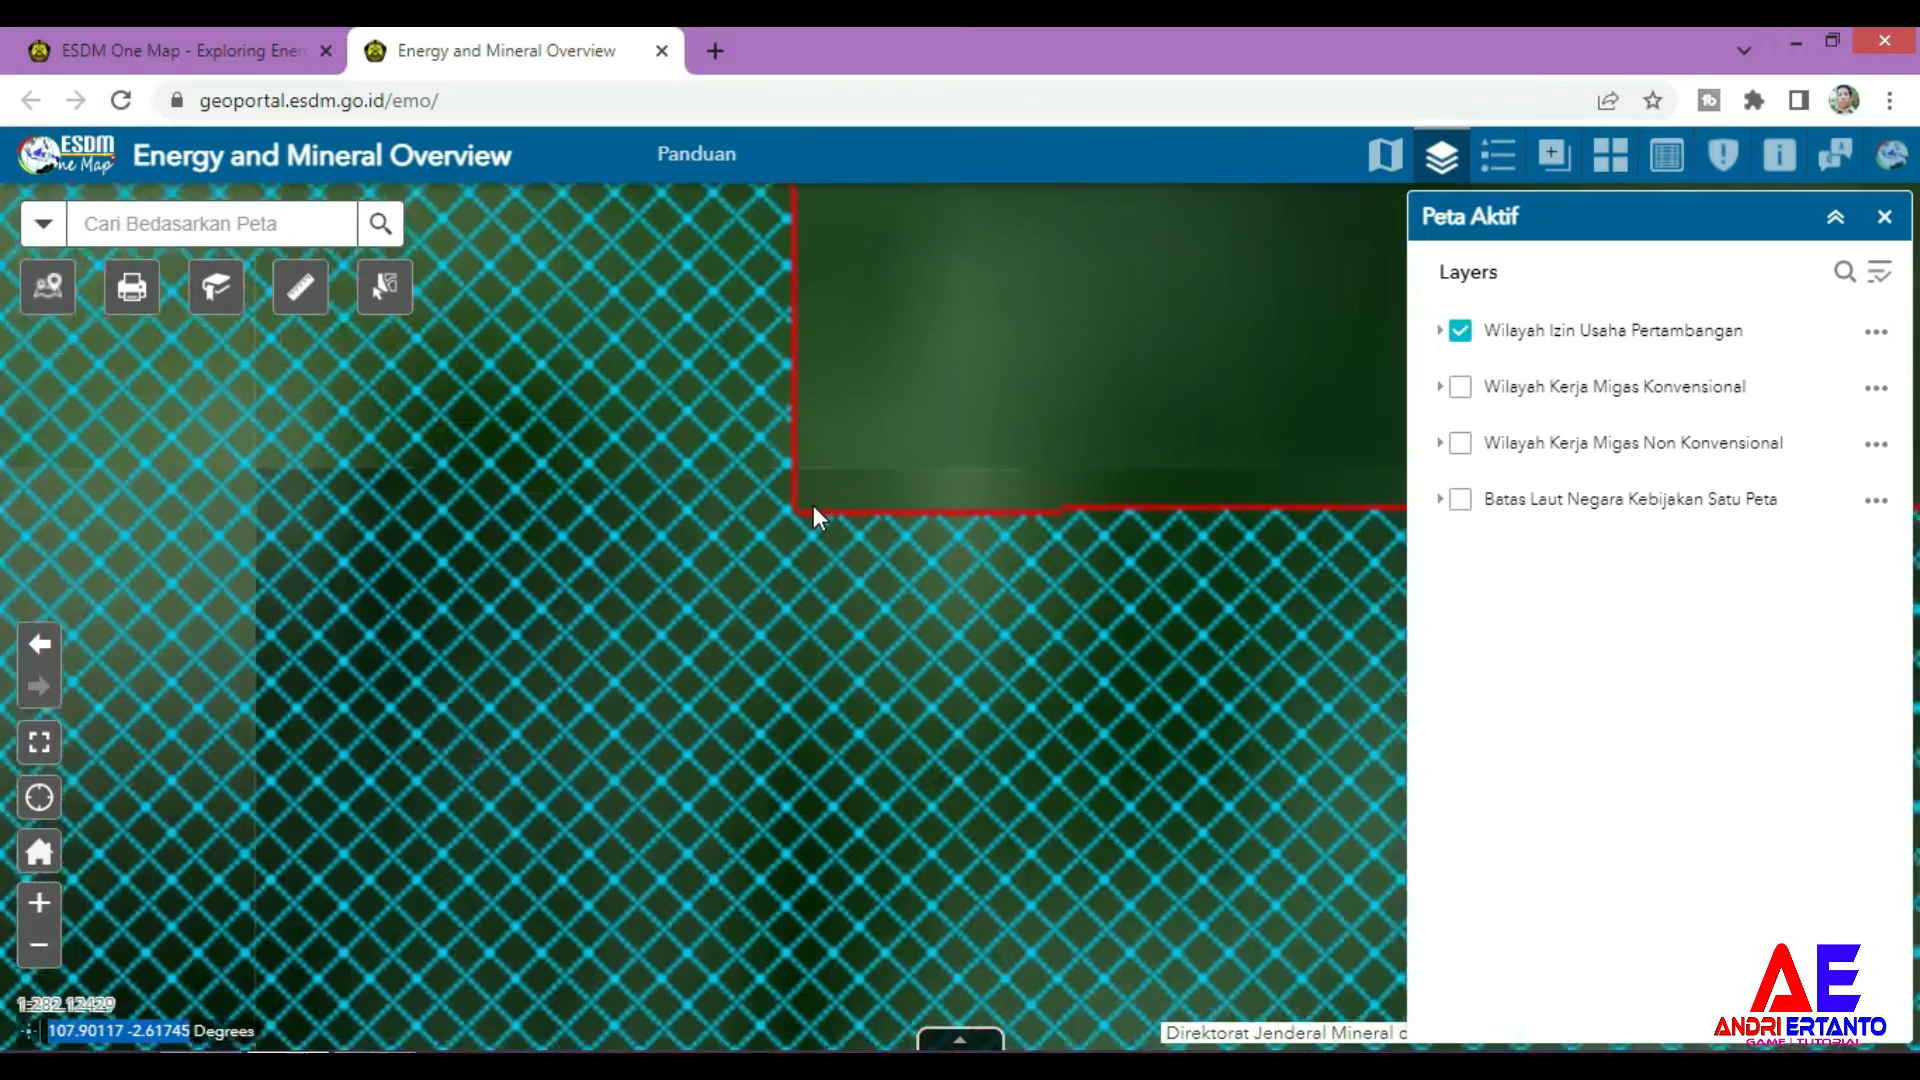 ESDM One Map - Exploring Ener
Energy and Mineral Overview
geoportal.esdm.go.id/emo/
ESDM
One Map
Energy and Mineral Overview
Panduan
Cari Bedasarkan Peta
Peta Aktif
Layers
Wilayah Izin Usaha Pertambangan
Wilayah Kerja Migas Konvensional
Wilayah Kerja Migas Non Konvensional
Batas Laut Negara Kebijakan Satu Peta
1:282.12429
107.90117 -2.61745 Degrees
Direktorat Jenderal Mineral d
AE
ANDRI ERTANTO
GAME | TUTORIAL